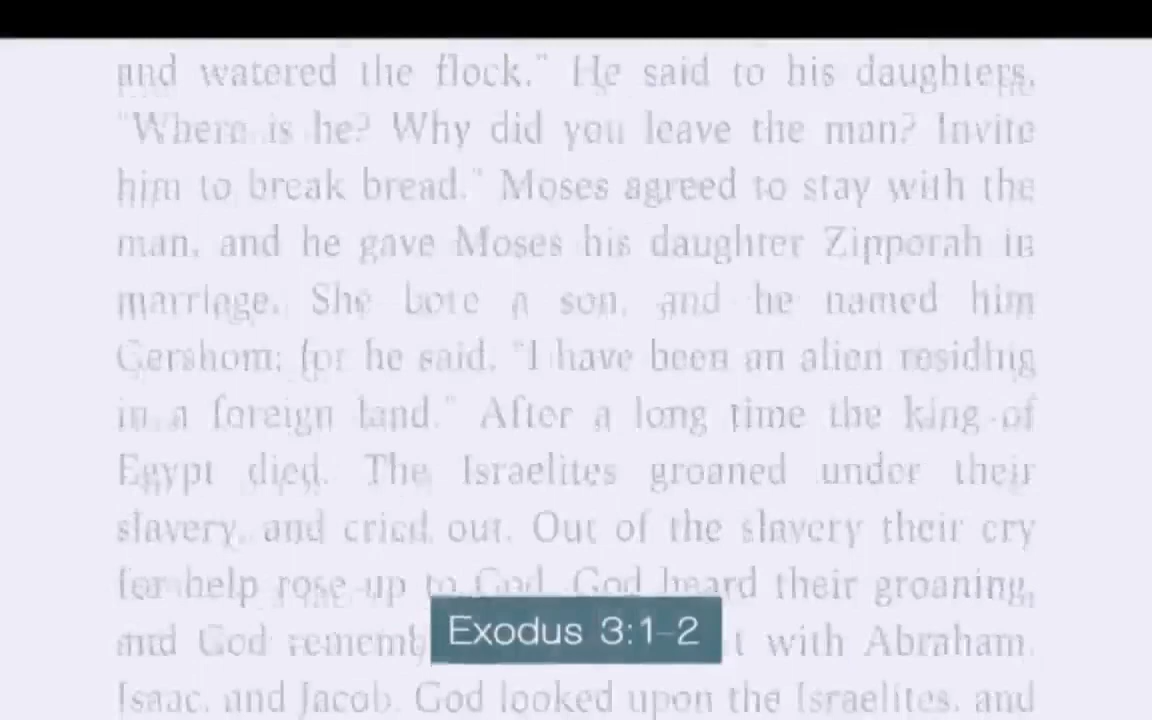 and watered the flock." He said to his daughters,
"Where is he? Why did you leave the man? Invite
him to break bread." Moses agreed to stay with the
man, and he gave Moses his daughter Zipporah in
marriage. She bore a son, and he named him
Gershom; for he said, "I have been an alien residing
in a foreign land." After a long time the king of
Egypt died. The Israelites groaned under their
slavery, and cried out. Out of the slavery their cry
for help rose up to God. God heard their groaning,
and God rememb t with Abraham,
Exodus 3:1-2
Isaac, and Jacob. God looked upon the Israelites, and